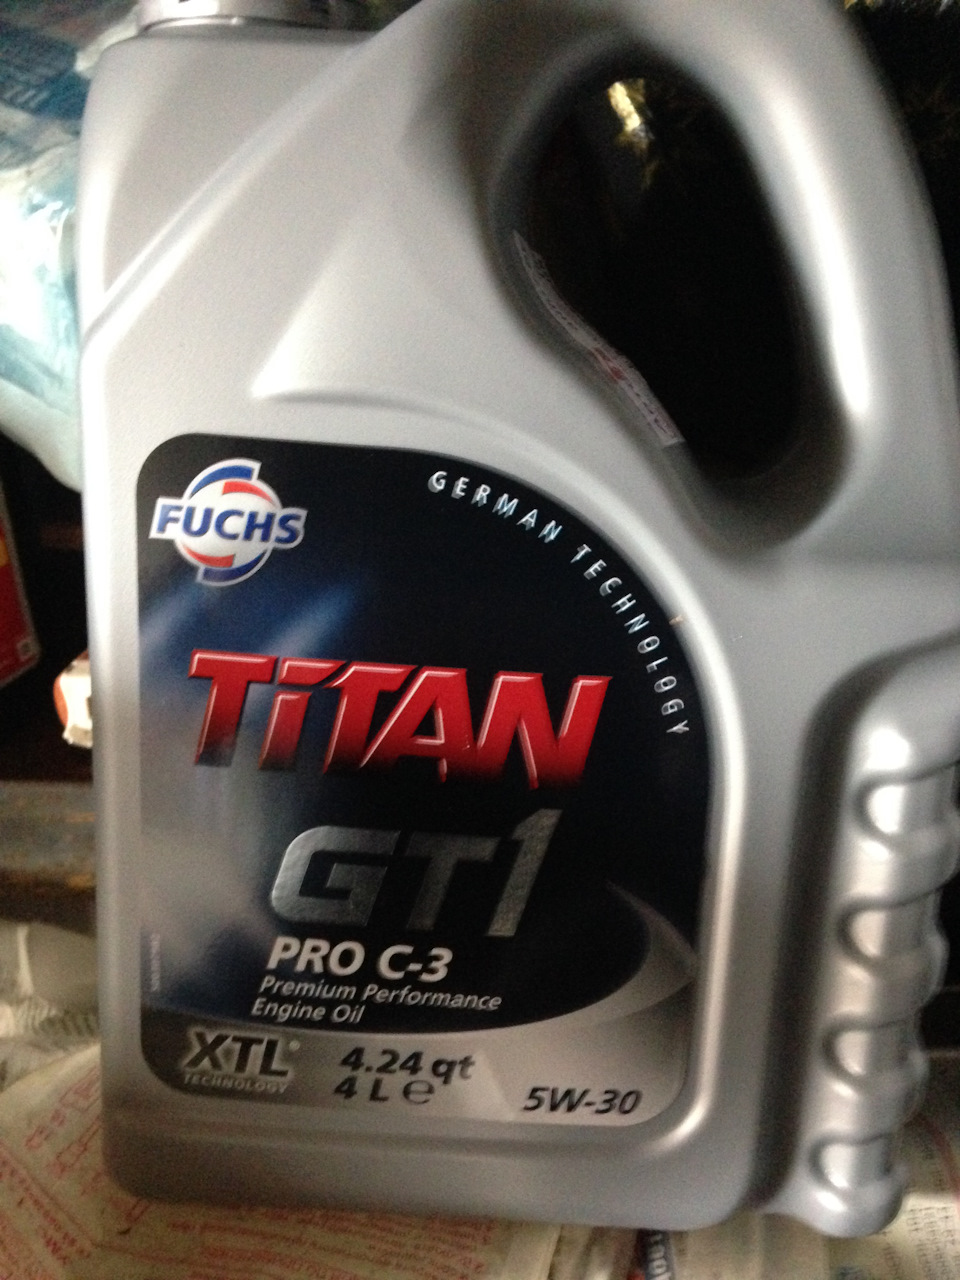 GERMAN TECHNOLOGY
FUCHS
TiTAN
GT1
PRO C-3
Premium Performance
Engine Oil
XTL®
TECHNOLOGY
4.24 qt
4 L ℮
5W-30